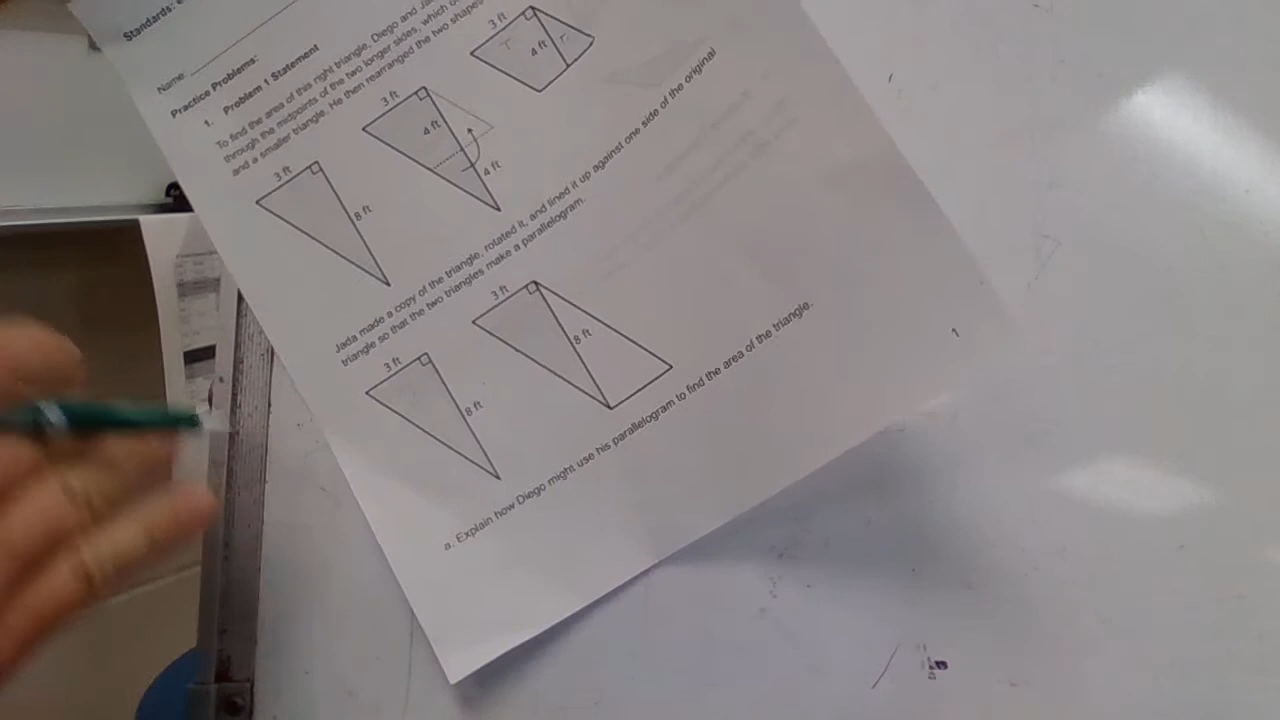 Standards:
Name:
Practice Problems:
1. Problem 1 Statement
To find the area of this right triangle, Diego and
through the midpoints of the two longer sides, which
and a smaller triangle. He then rearranged the two shapes
3 ft
8 ft
3 ft
4 ft
4 ft
3 ft
4 ft
Jada made a copy of the triangle, rotated it, and lined it up against one side of the original
triangle so that the two triangles make a parallelogram.
3 ft
8 ft
3 ft
8 ft
a. Explain how Diego might use his parallelogram to find the area of the triangle.
1